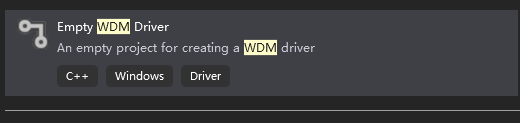 Empty WDM Driver
An empty project for creating a WDM driver
C++ Windows Driver